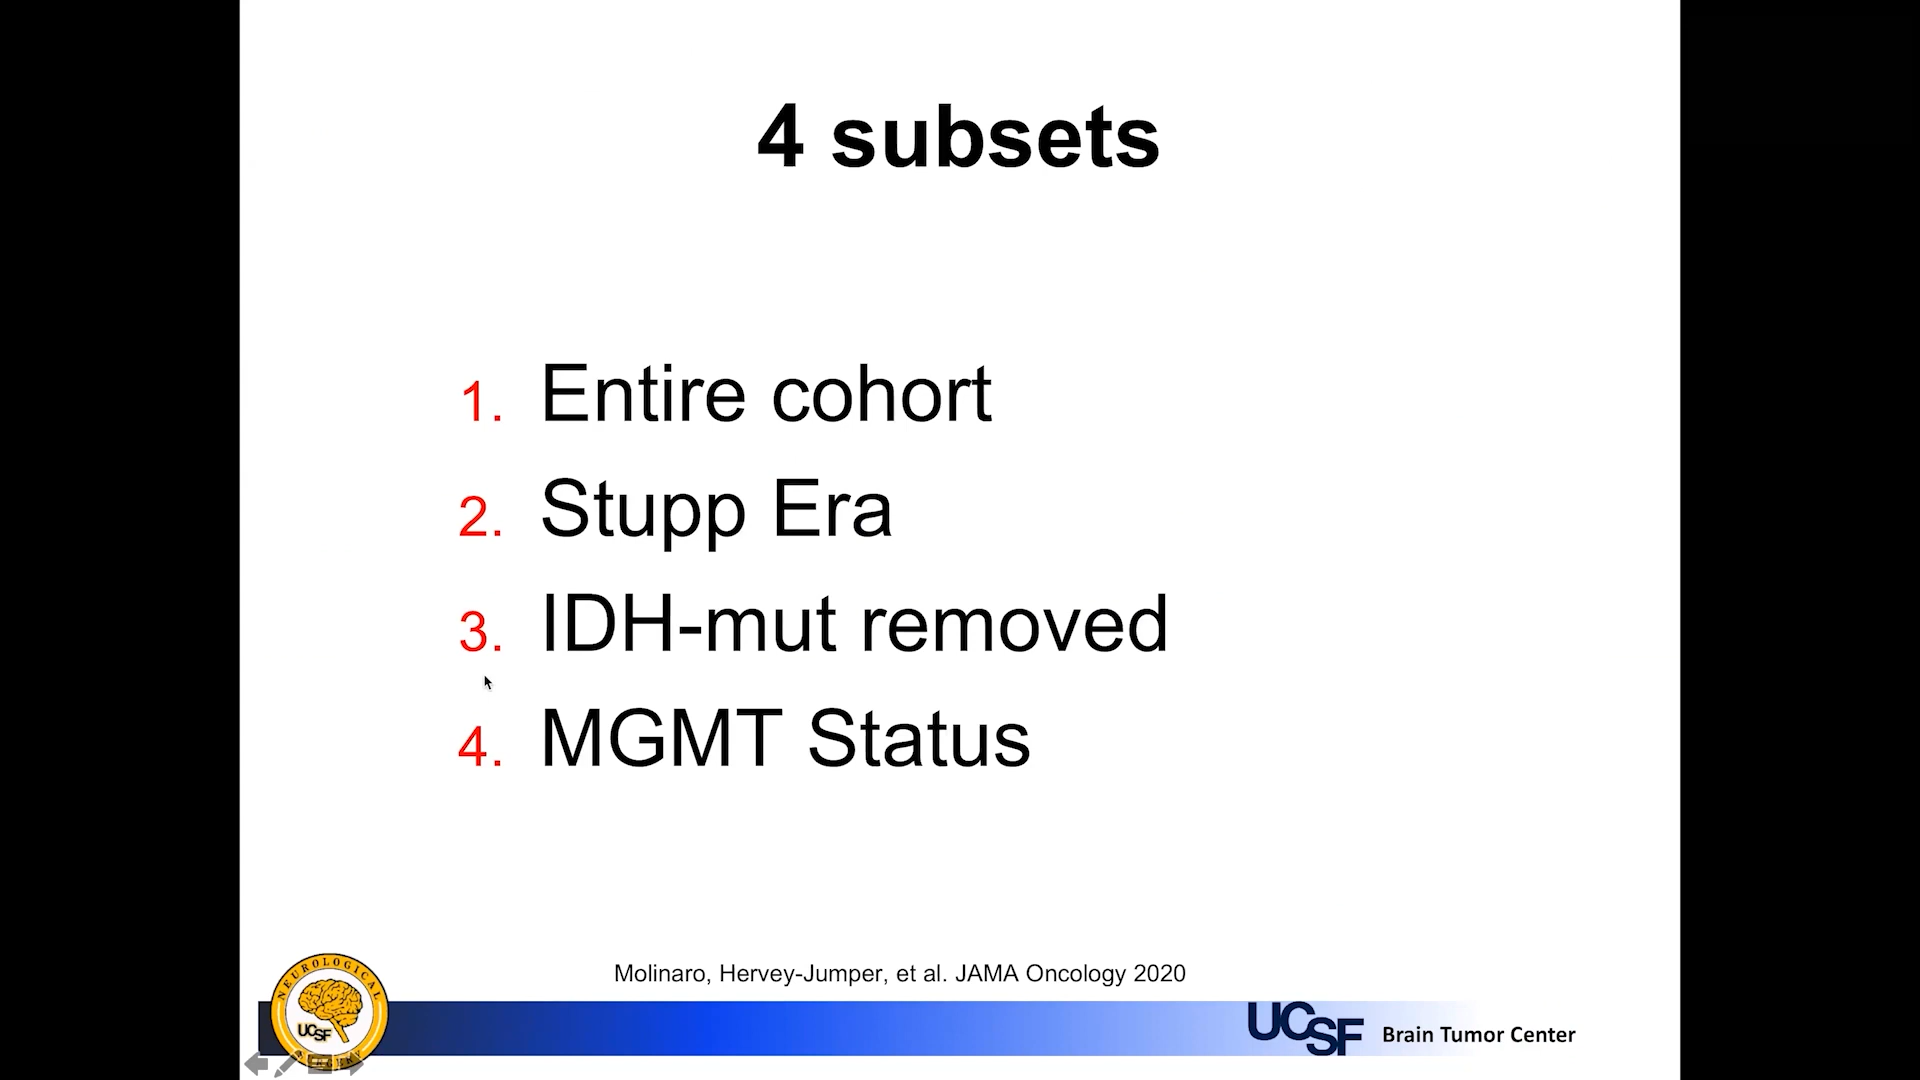 4 subsets
1. Entire cohort
2. Stupp Era
3. IDH-mut removed
4. MGMT Status
Molinaro, Hervey-Jumper, et al. JAMA Oncology 2020
NEUROLOGICAL
UCSF
UCSF Brain Tumor Center